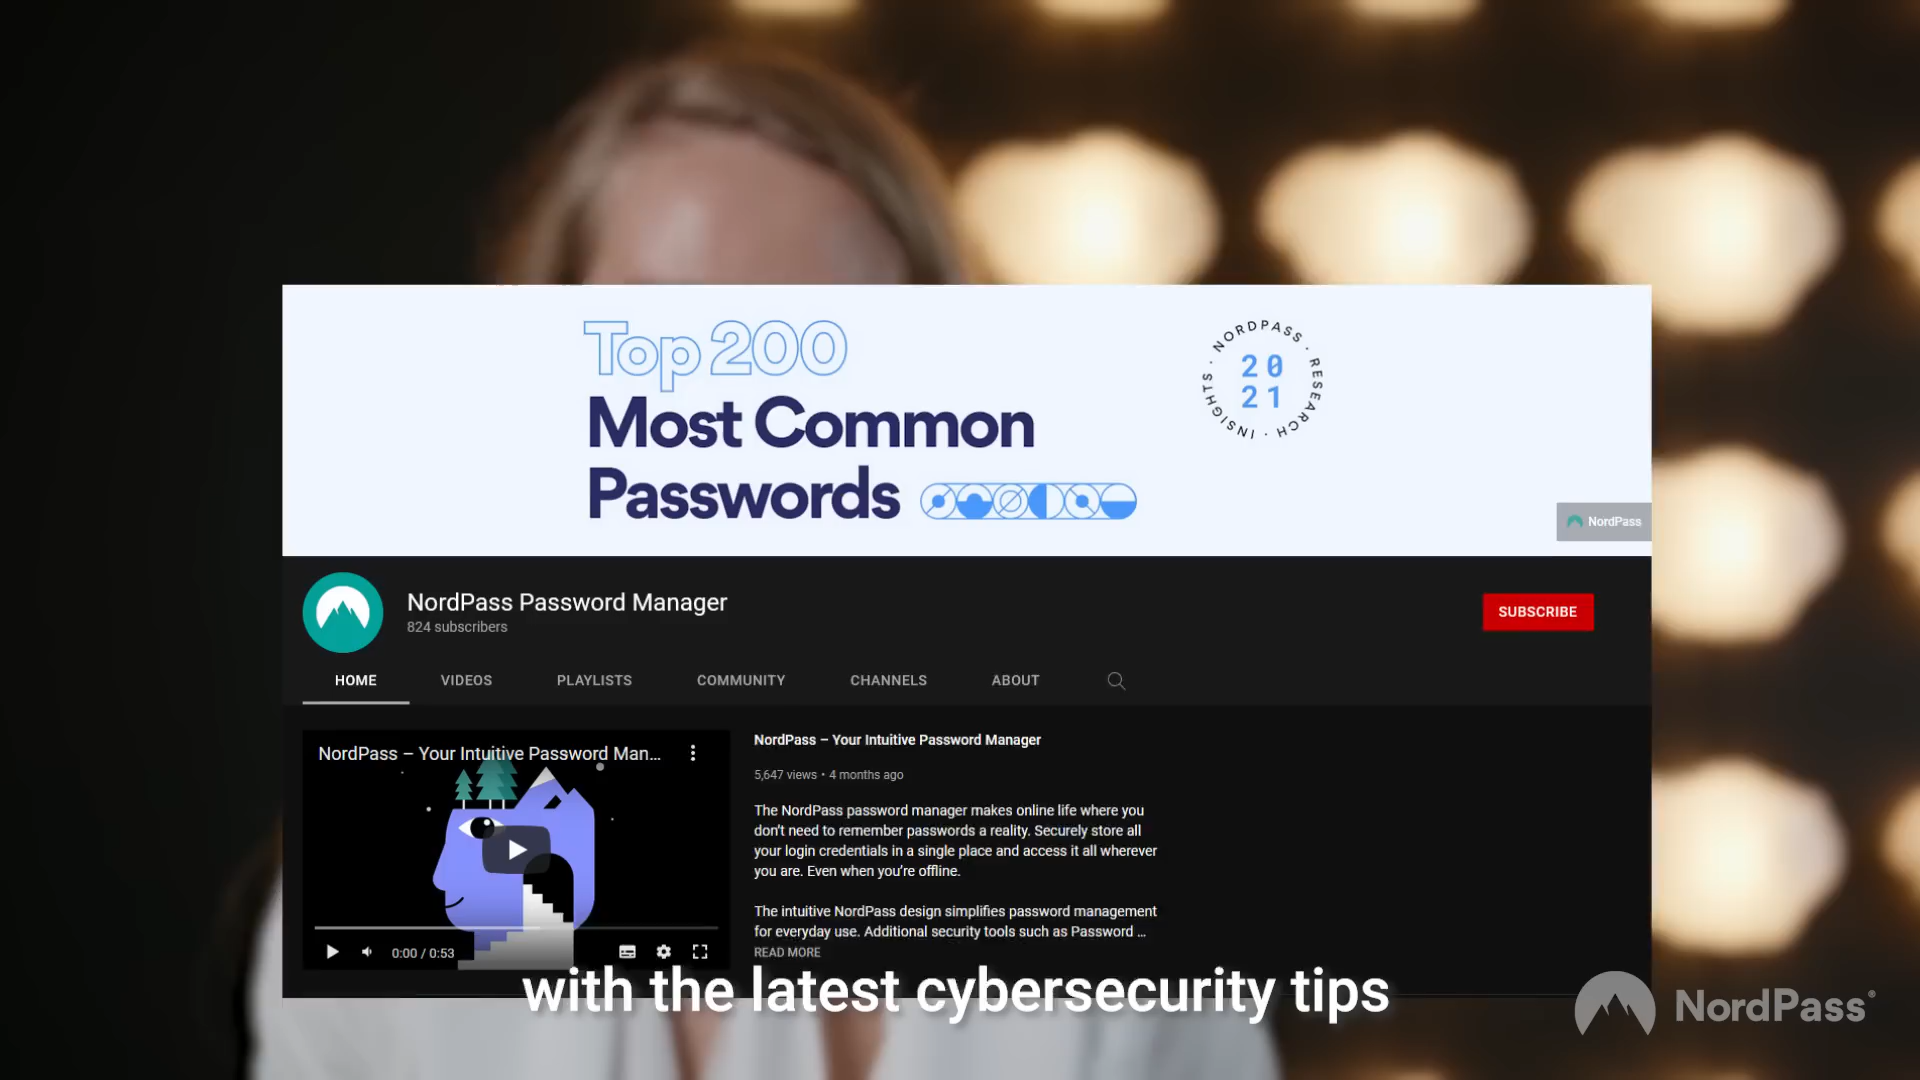 Top 200
Most Common
Passwords
NORDPASS · RESEARCH · INSIGHTS ·
20
21
NordPass
NordPass Password Manager
824 subscribers
SUBSCRIBE
HOME VIDEOS PLAYLISTS COMMUNITY CHANNELS ABOUT
NordPass – Your Intuitive Password Man...
0:00 / 0:53
NordPass – Your Intuitive Password Manager
5,647 views • 4 months ago
The NordPass password manager makes online life where you
don't need to remember passwords a reality. Securely store all
your login credentials in a single place and access it all wherever
you are. Even when you're offline.
The intuitive NordPass design simplifies password management
for everyday use. Additional security tools such as Password ...
READ MORE
with the latest cybersecurity tips
NordPass®